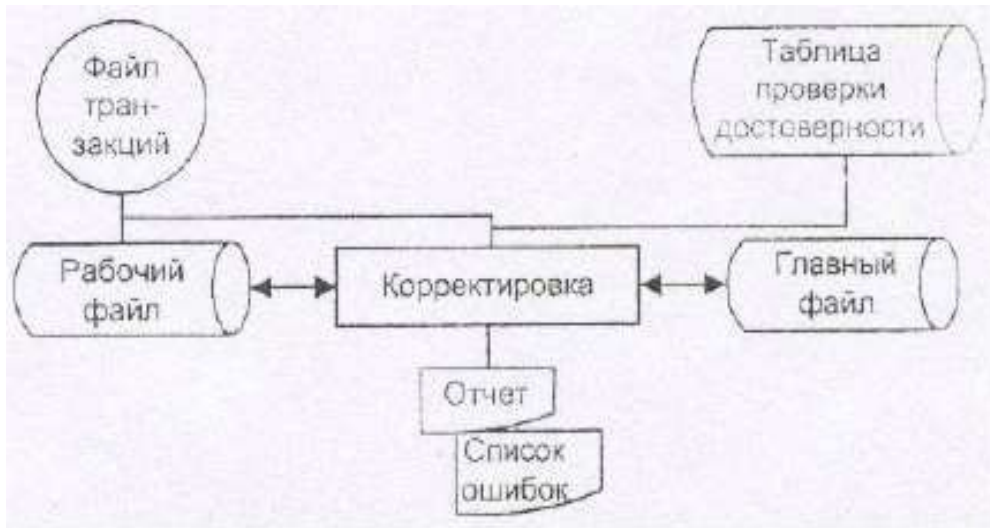 Файл
тран-
закций
Таблица
проверки
достоверности
Рабочий
файл
Корректировка
Главный
файл
Отчет
Список
ошибок